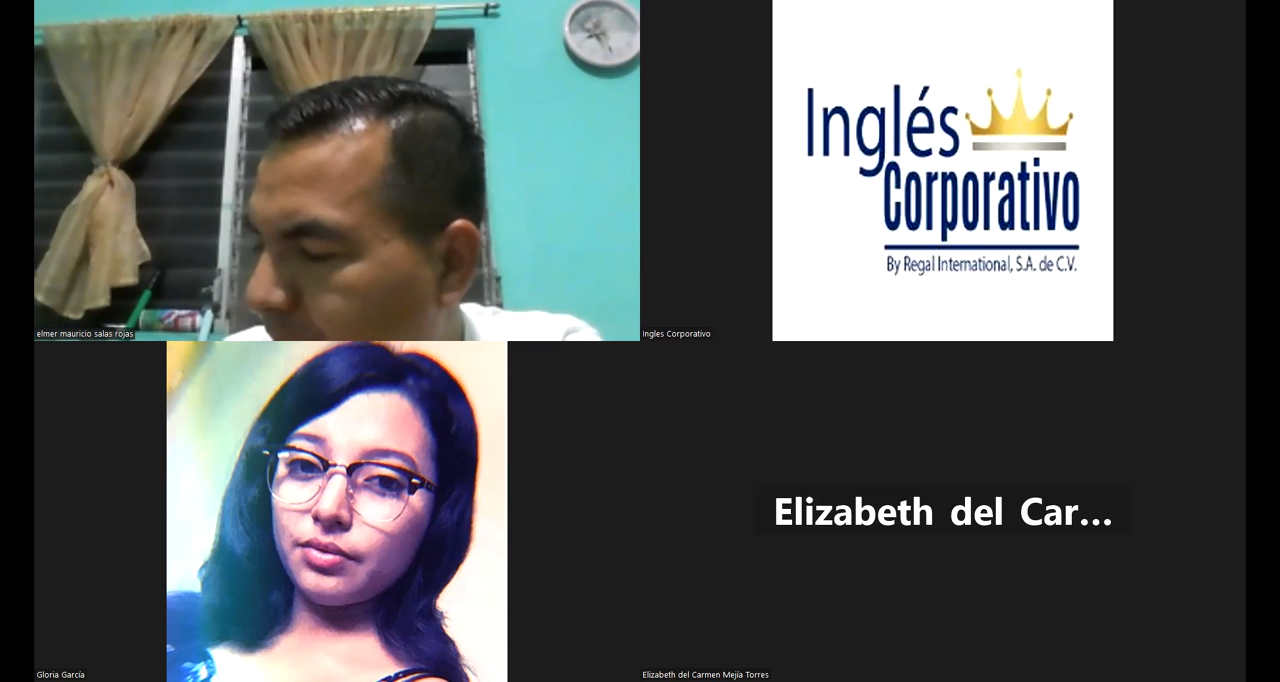 Inglés
Corporativo
By Regal International, S.A. de C.V.
elmer mauricio salas rojas
Ingles Corporativo
Elizabeth del Car...
Gloria García
Elizabeth del Carmen Mejía Torres